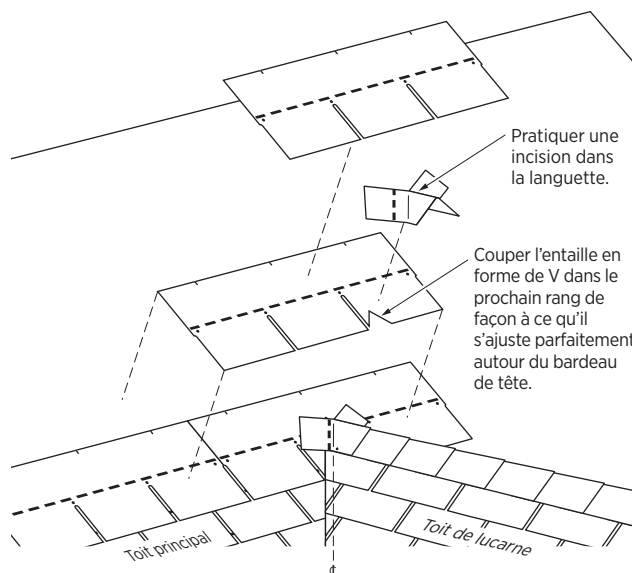 Pratiquer une
incision dans
la languette.
Couper l'entaille en
forme de V dans le
prochain rang de
façon à ce qu'il
s'ajuste parfaitement
autour du bardeau
de tête.
Toit principal
Toit de lucarne
℄